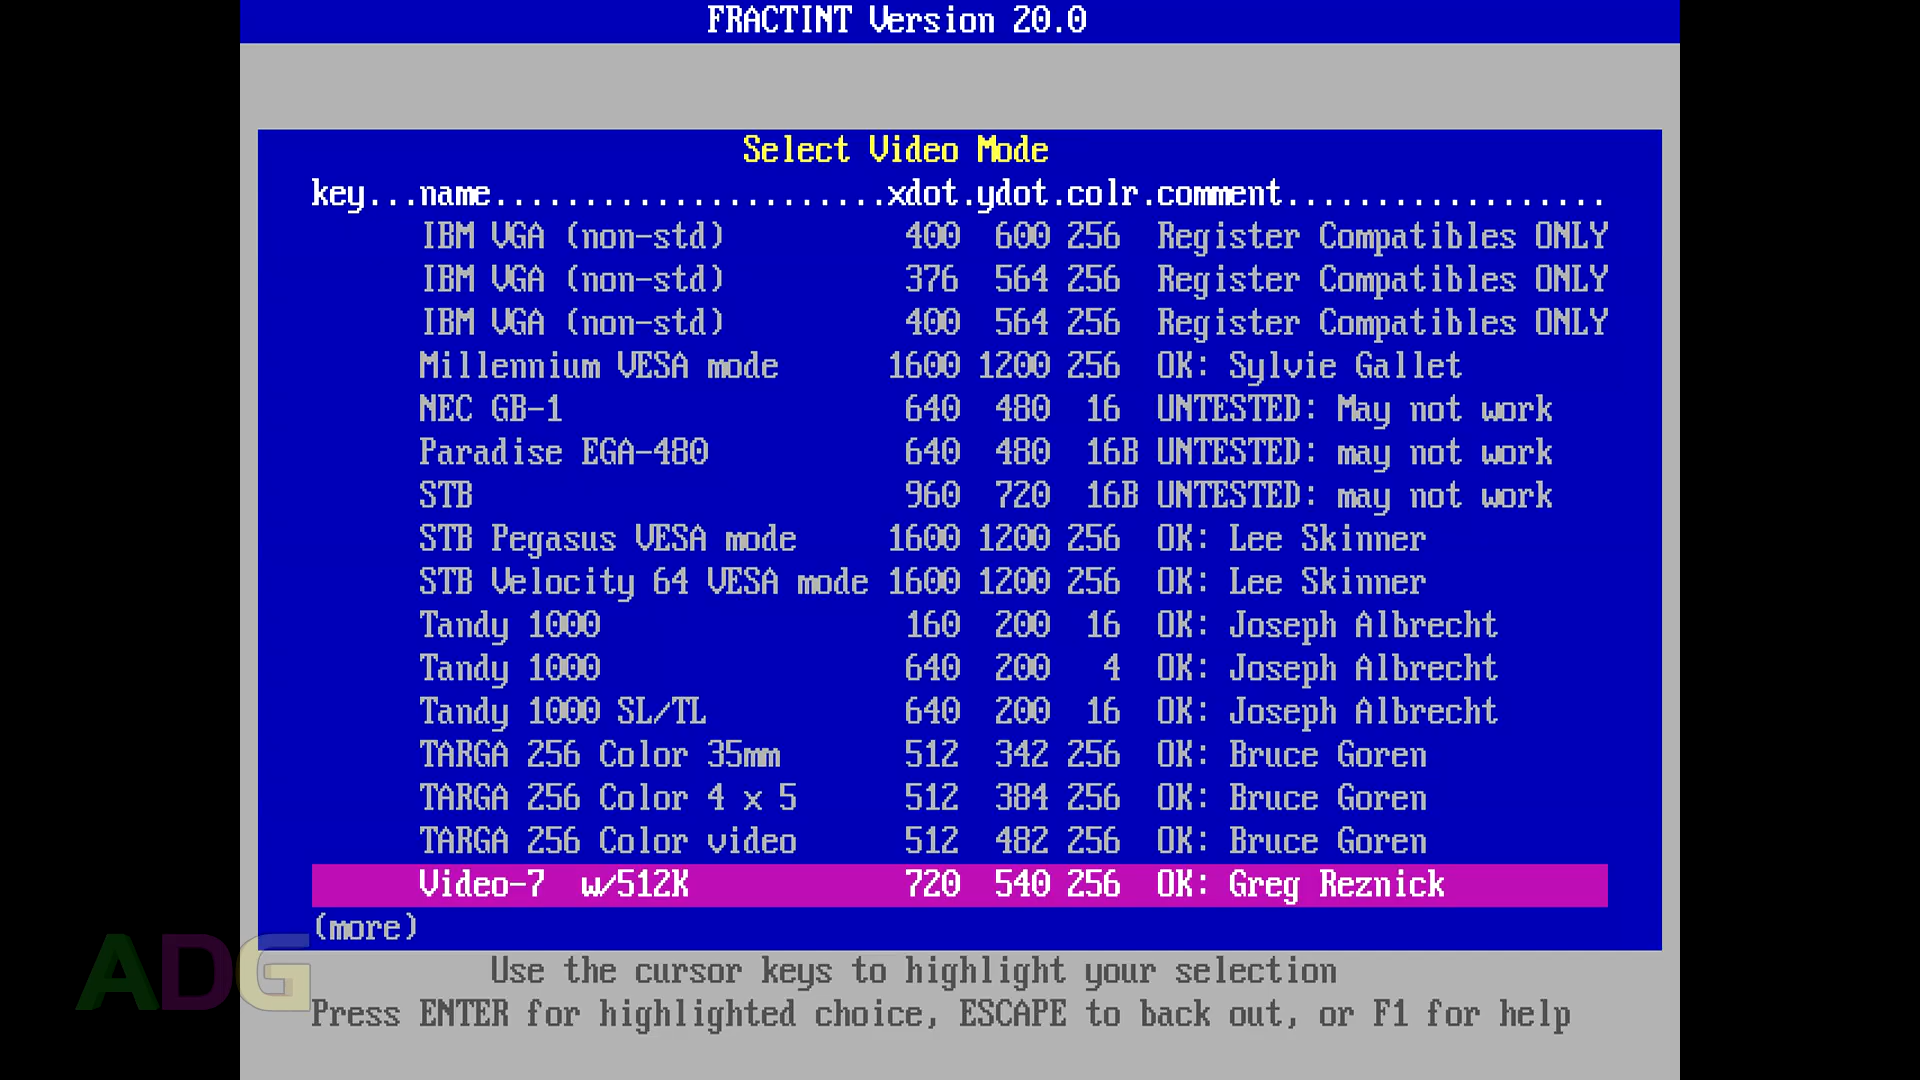 FRACTINT Version 20.0
Select Video Mode
key...name......................xdot.ydot.colr.comment..................
IBM VGA (non-std) 400 600 256 Register Compatibles ONLY
IBM VGA (non-std) 376 564 256 Register Compatibles ONLY
IBM VGA (non-std) 400 564 256 Register Compatibles ONLY
Millennium VESA mode 1600 1200 256 OK: Sylvie Gallet
NEC GB-1 640 480 16 UNTESTED: May not work
Paradise EGA-480 640 480 16B UNTESTED: may not work
STB 960 720 16B UNTESTED: may not work
STB Pegasus VESA mode 1600 1200 256 OK: Lee Skinner
STB Velocity 64 VESA mode 1600 1200 256 OK: Lee Skinner
Tandy 1000 160 200 16 OK: Joseph Albrecht
Tandy 1000 640 200 4 OK: Joseph Albrecht
Tandy 1000 SL/TL 640 200 16 OK: Joseph Albrecht
TARGA 256 Color 35mm 512 342 256 OK: Bruce Goren
TARGA 256 Color 4 x 5 512 384 256 OK: Bruce Goren
TARGA 256 Color video 512 482 256 OK: Bruce Goren
Video-7 w/512K 720 540 256 OK: Greg Reznick
(more)
ADG
Use the cursor keys to highlight your selection
Press ENTER for highlighted choice, ESCAPE to back out, or F1 for help